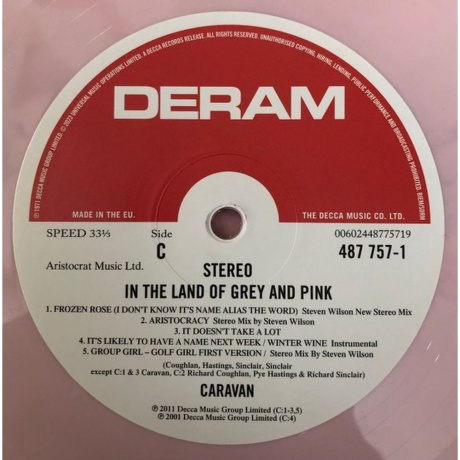 ℗ 1971 DECCA MUSIC GROUP LIMITED. © 2023 UNIVERSAL MUSIC OPERATIONS LIMITED. A DECCA RECORDS RELEASE. ALL RIGHTS RESERVED. UNAUTHORISED COPYING, HIRING, LENDING, PUBLIC PERFORMANCE AND BROADCASTING PROHIBITED.
DERAM
MADE IN THE EU.
THE DECCA MUSIC CO. LTD.
SPEED 33⅓
Side
00602448775719
C
487 757-1
Aristocrat Music Ltd.
STEREO
IN THE LAND OF GREY AND PINK
1. FROZEN ROSE (I DON'T KNOW IT'S NAME ALIAS THE WORD) Steven Wilson New Stereo Mix
2. ARISTOCRACY Stereo Mix by Steven Wilson
3. IT DOESN'T TAKE A LOT
4. IT'S LIKELY TO HAVE A NAME NEXT WEEK / WINTER WINE Instrumental
5. GROUP GIRL – GOLF GIRL FIRST VERSION / Stereo Mix By Steven Wilson
(Coughlan, Hastings, Sinclair, Sinclair
except C:1 & 3 Caravan, C:2 Richard Coughlan, Pye Hastings & Richard Sinclair)
CARAVAN
℗ 2011 Decca Music Group Limited (C:1-3,5)
℗ 2001 Decca Music Group Limited (C:4)